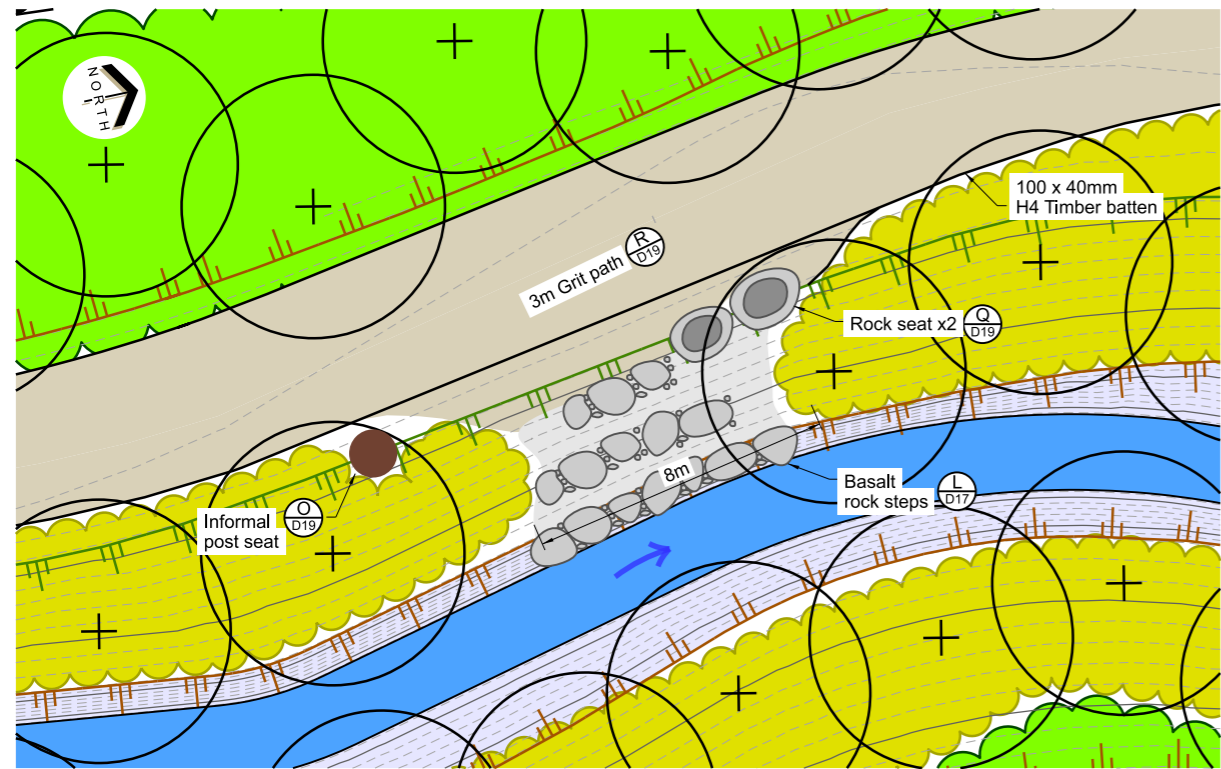 NORTH
100 x 40mm
H4 Timber batten
R
D19
3m Grit path
Rock seat x2
Q
D19
8m
Basalt
rock steps
L
D17
O
D19
Informal
post seat